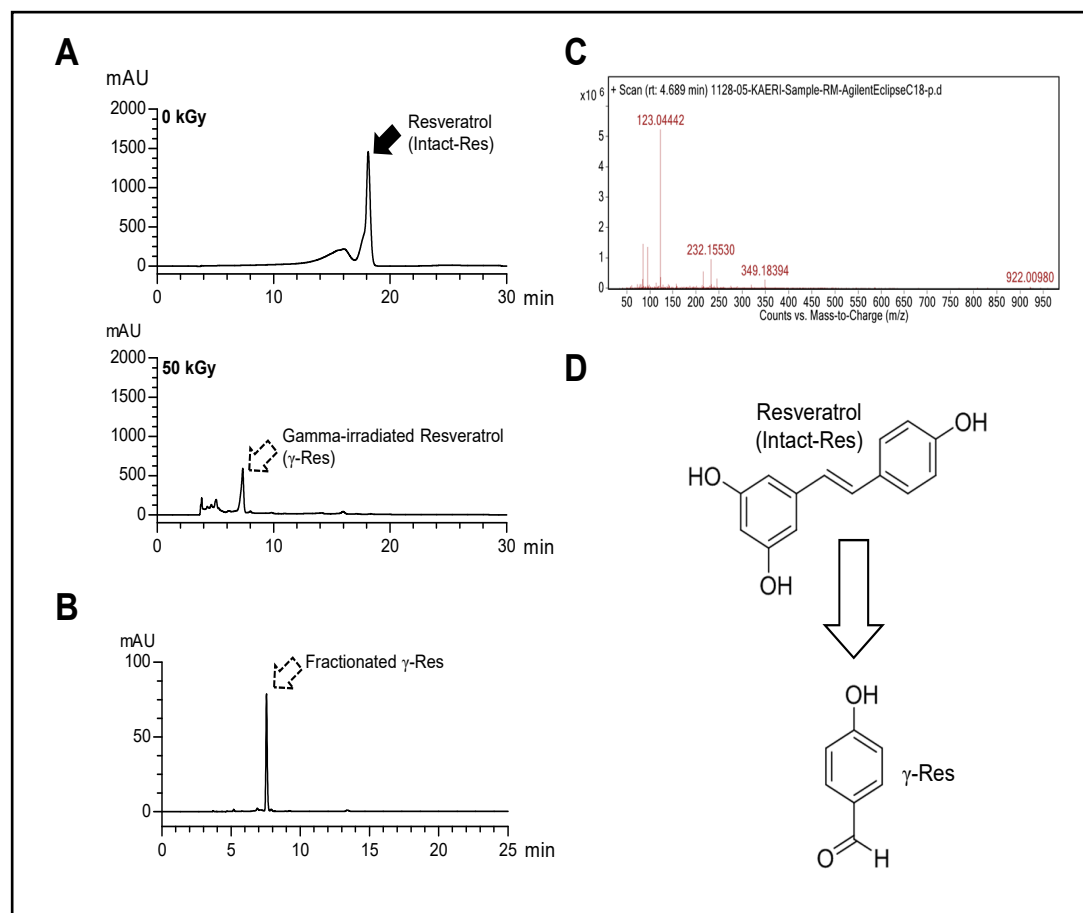 A
mAU
2000
0 kGy
1500
1000
500
0
Resveratrol
(Intact-Res)
0
10
20
30
min
mAU
2000
50 kGy
1500
1000
500
0
Gamma-irradiated Resveratrol
(γ-Res)
0
10
20
30
min
B
mAU
100
50
0
Fractionated γ-Res
0
5
10
15
20
25
min
C
x10 6
+ Scan (rt: 4.689 min) 1128-05-KAERI-Sample-RM-AgilentEclipseC18-p.d
123.04442
5
4
3
2
1
0
232.15530
349.18394
922.00980
50 100 150 200 250 300 350 400 450 500 550 600 650 700 750 800 850 900 950
Counts vs. Mass-to-Charge (m/z)
D
Resveratrol
(Intact-Res)
OH
HO
OH
OH
γ-Res
O
H